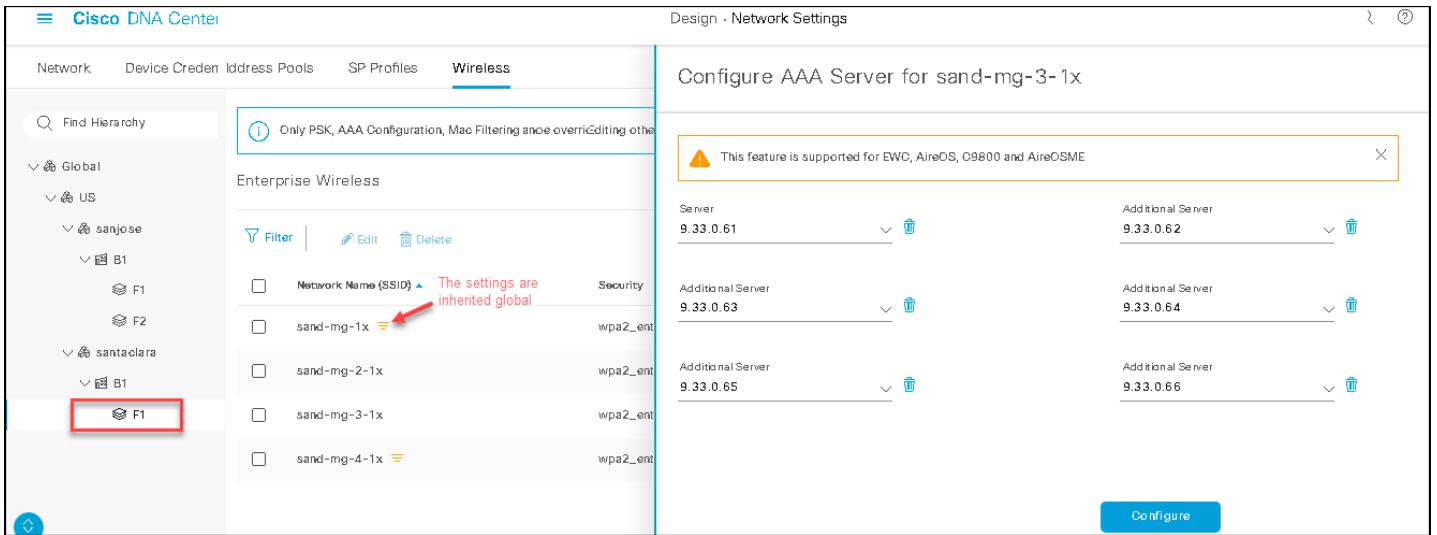 Cisco DNA Center
Design · Network Settings
Network Device Creden Iddress Pools SP Profiles Wireless
Configure AAA Server for sand-mg-3-1x
Find Hierarchy
Only PSK, AAA Configuration, Mac Filtering and overri Editing othe
This feature is supported for EWC, AireOS, C9800 and AireOSME
Global
US
sanjose
B1
F1
F2
santaclara
B1
F1
Enterprise Wireless
Filter Edit Delete
Network Name (SSID) Security
The settings are
inherited global
sand-mg-1x wpa2_ent
sand-mg-2-1x wpa2_ent
sand-mg-3-1x wpa2_ent
sand-mg-4-1x wpa2_ent
Server Additional Server
9.33.0.61 9.33.0.62
Additional Server Additional Server
9.33.0.63 9.33.0.64
Additional Server Additional Server
9.33.0.65 9.33.0.66
Configure